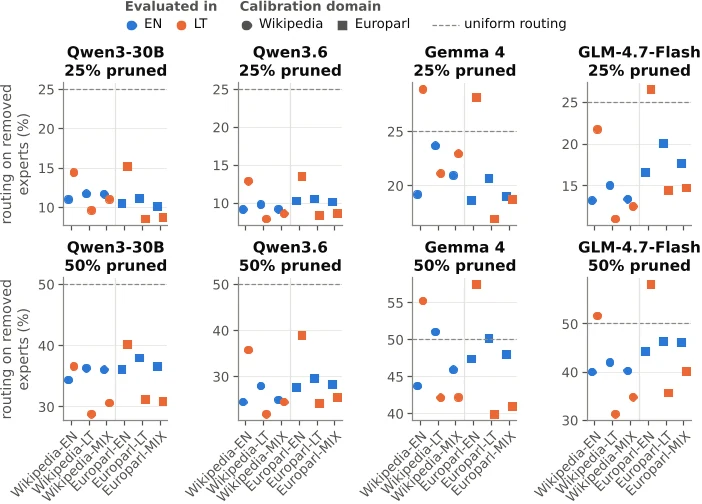 Evaluated in Calibration domain
EN LT Wikipedia Europarl uniform routing
Qwen3-30B
25% pruned
Qwen3.6
25% pruned
Gemma 4
25% pruned
GLM-4.7-Flash
25% pruned
routing on removed
experts (%)
25
20
15
10
25
20
15
10
25
20
25
20
15
Qwen3-30B
50% pruned
Qwen3.6
50% pruned
Gemma 4
50% pruned
GLM-4.7-Flash
50% pruned
routing on removed
experts (%)
50
40
30
50
40
30
55
50
45
40
50
40
30
Wikipedia-EN
Wikipedia-LT
Wikipedia-MIX
Europarl-EN
Europarl-LT
Europarl-MIX
Wikipedia-EN
Wikipedia-LT
Wikipedia-MIX
Europarl-EN
Europarl-LT
Europarl-MIX
Wikipedia-EN
Wikipedia-LT
Wikipedia-MIX
Europarl-EN
Europarl-LT
Europarl-MIX
Wikipedia-EN
Wikipedia-LT
Wikipedia-MIX
Europarl-EN
Europarl-LT
Europarl-MIX